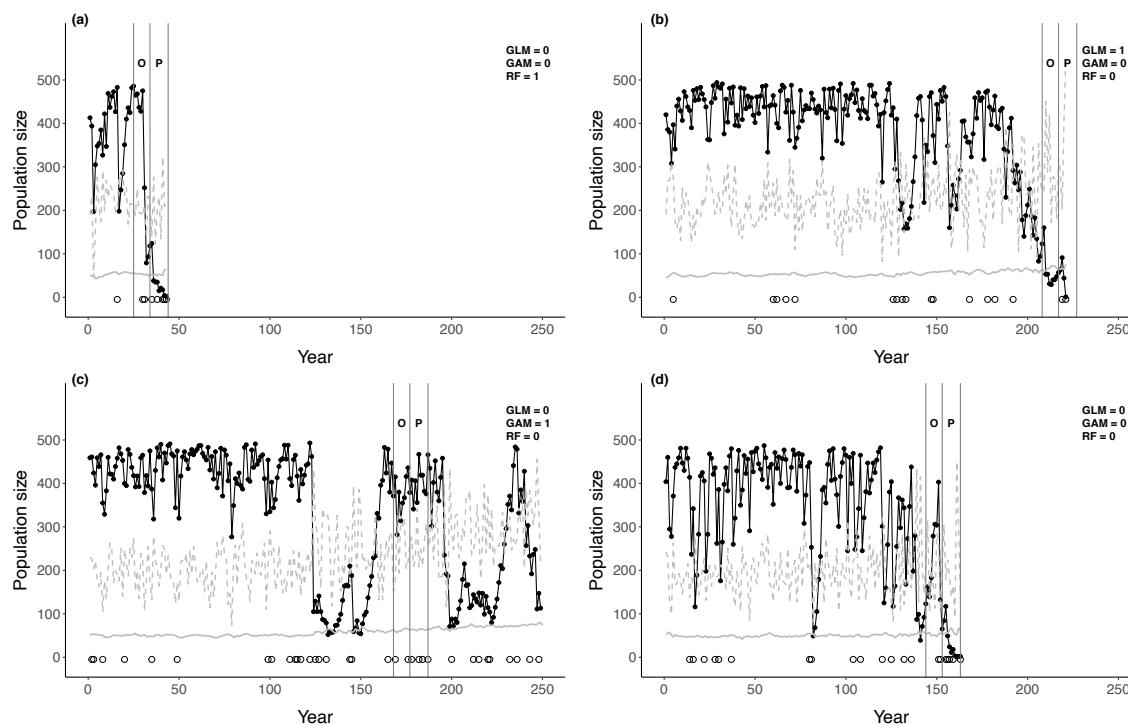 (a)
O P
GLM = 0
GAM = 0
RF = 1
Population size
500
400
300
200
100
0
0 50 100 150 200 250
Year
(b)
O P
GLM = 1
GAM = 0
RF = 0
Population size
500
400
300
200
100
0
0 50 100 150 200 250
Year
(c)
O P
GLM = 0
GAM = 1
RF = 0
Population size
500
400
300
200
100
0
0 50 100 150 200 250
Year
(d)
O P
GLM = 0
GAM = 0
RF = 0
Population size
500
400
300
200
100
0
0 50 100 150 200 250
Year